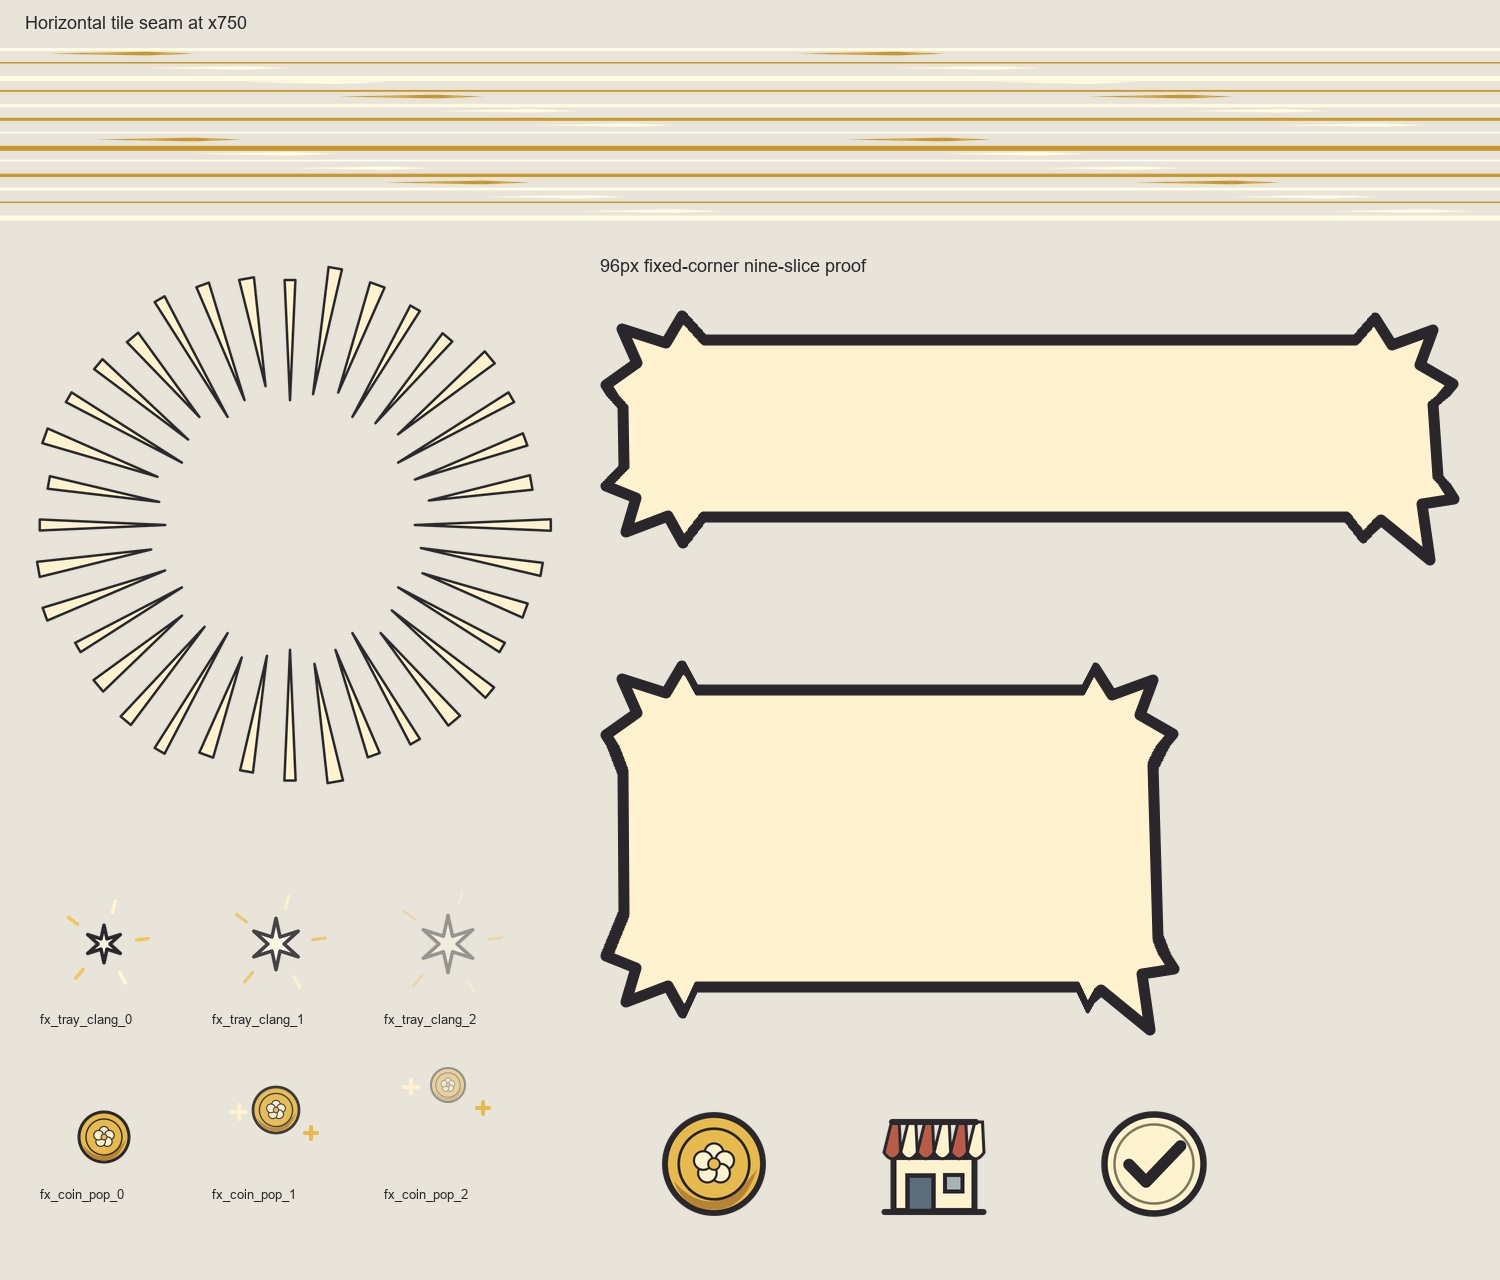 Horizontal tile seam at x750
96px fixed-corner nine-slice proof
fx_tray_clang_0
fx_tray_clang_1
fx_tray_clang_2
fx_coin_pop_0
fx_coin_pop_1
fx_coin_pop_2